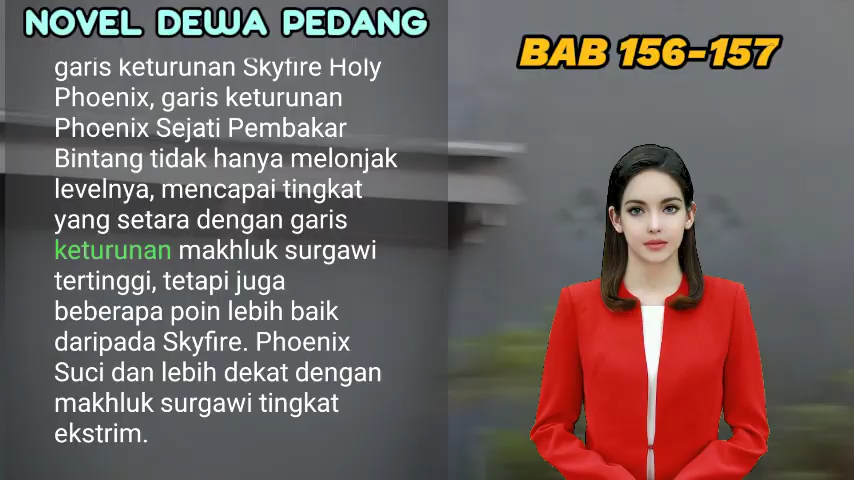 NOVEL DEWA PEDANG
BAB 156-157
garis keturunan Skyfire Holy
Phoenix, garis keturunan
Phoenix Sejati Pembakar
Bintang tidak hanya melonjak
levelnya, mencapai tingkat
yang setara dengan garis
keturunan makhluk surgawi
tertinggi, tetapi juga
beberapa poin lebih baik
daripada Skyfire. Phoenix
Suci dan lebih dekat dengan
makhluk surgawi tingkat
ekstrim.